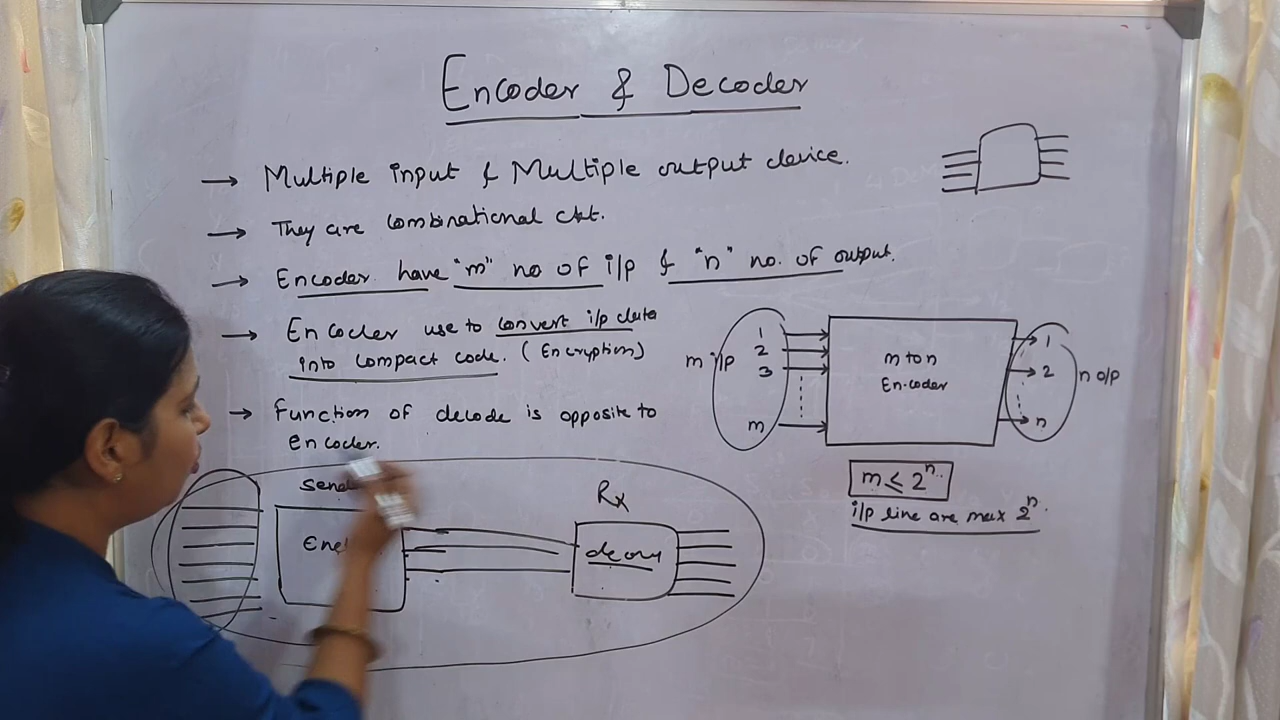 Encoder & Decoder
→ Multiple input & Multiple output device.
→ They are combinational ckt.
→ Encoder have "m" no of i/p & "n" no. of output.
→ Encoder use to convert i/p data
into compact code. (Encryption)
→ Function of decode is opposite to
encoder.
m i/p
1
2
3
m
m to n
Encoder
1
2
n
n o/p
m ≤ 2ⁿ
i/p line are max 2ⁿ.
Rx